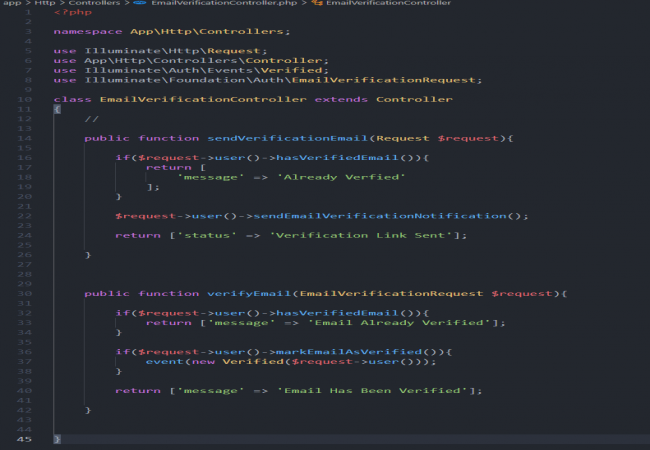 app > Http > Controllers > EmailVerificationController.php > EmailVerificationController
1 <?php
2
3 namespace App\Http\Controllers;
4
5 use Illuminate\Http\Request;
6 use App\Http\Controllers\Controller;
7 use Illuminate\Auth\Events\Verified;
8 use Illuminate\Foundation\Auth\EmailVerificationRequest;
9
10 class EmailVerificationController extends Controller
11 {
12     //
13
14     public function sendVerificationEmail(Request $request){
15
16         if($request->user()->hasVerifiedEmail()){
17             return [
18                 'message' => 'Already Verfied'
19             ];
20         }
21
22         $request->user()->sendEmailVerificationNotification();
23
24         return ['status' => 'Verification Link Sent'];
25
26     }
27
28
29
30     public function verifyEmail(EmailVerificationRequest $request){
31
32         if($request->user()->hasVerifiedEmail()){
33             return ['message' => 'Email Already Verified'];
34         }
35
36         if($request->user()->markEmailAsVerified()){
37             event(new Verified($request->user()));
38         }
39
40         return ['message' => 'Email Has Been Verified'];
41
42     }
43
44
45 }